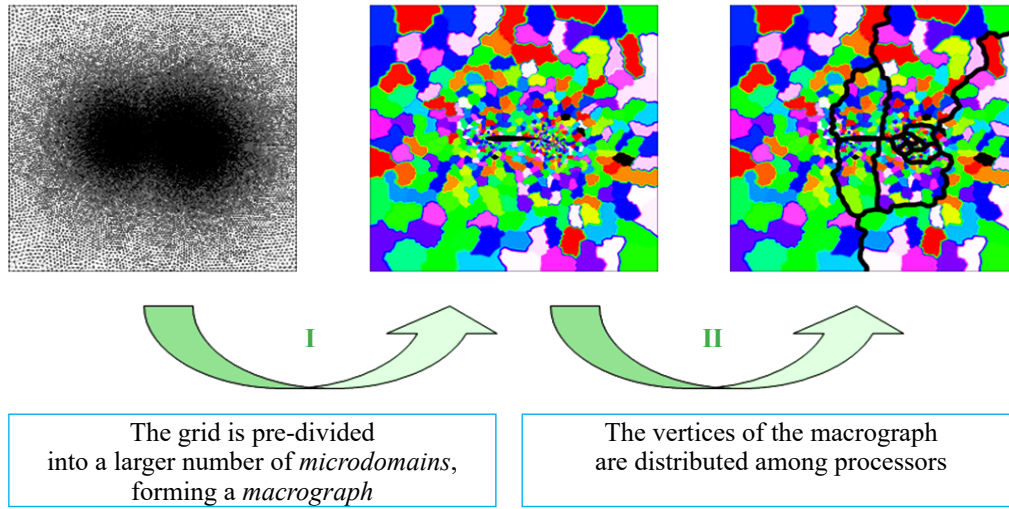 I
II
The grid is pre-divided
into a larger number of microdomains,
forming a macrograph
The vertices of the macrograph
are distributed among processors